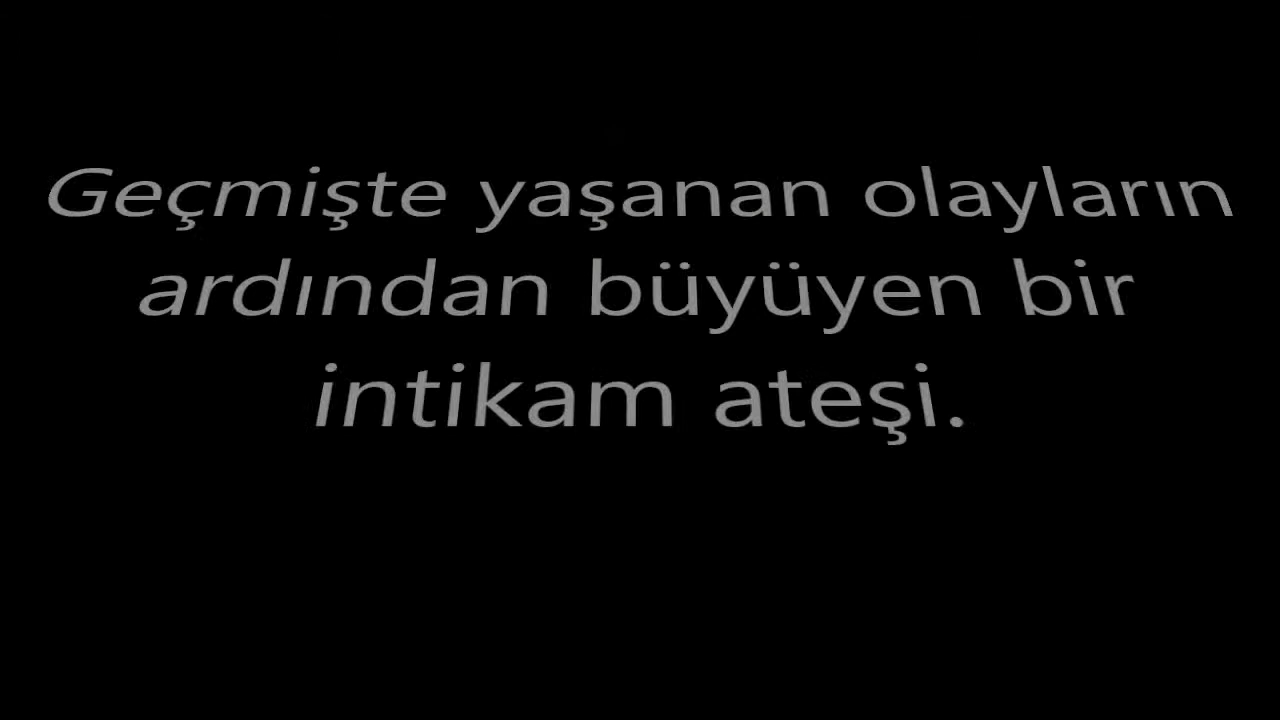 Geçmişte yaşanan olayların
ardından büyüyen bir
intikam ateşi.